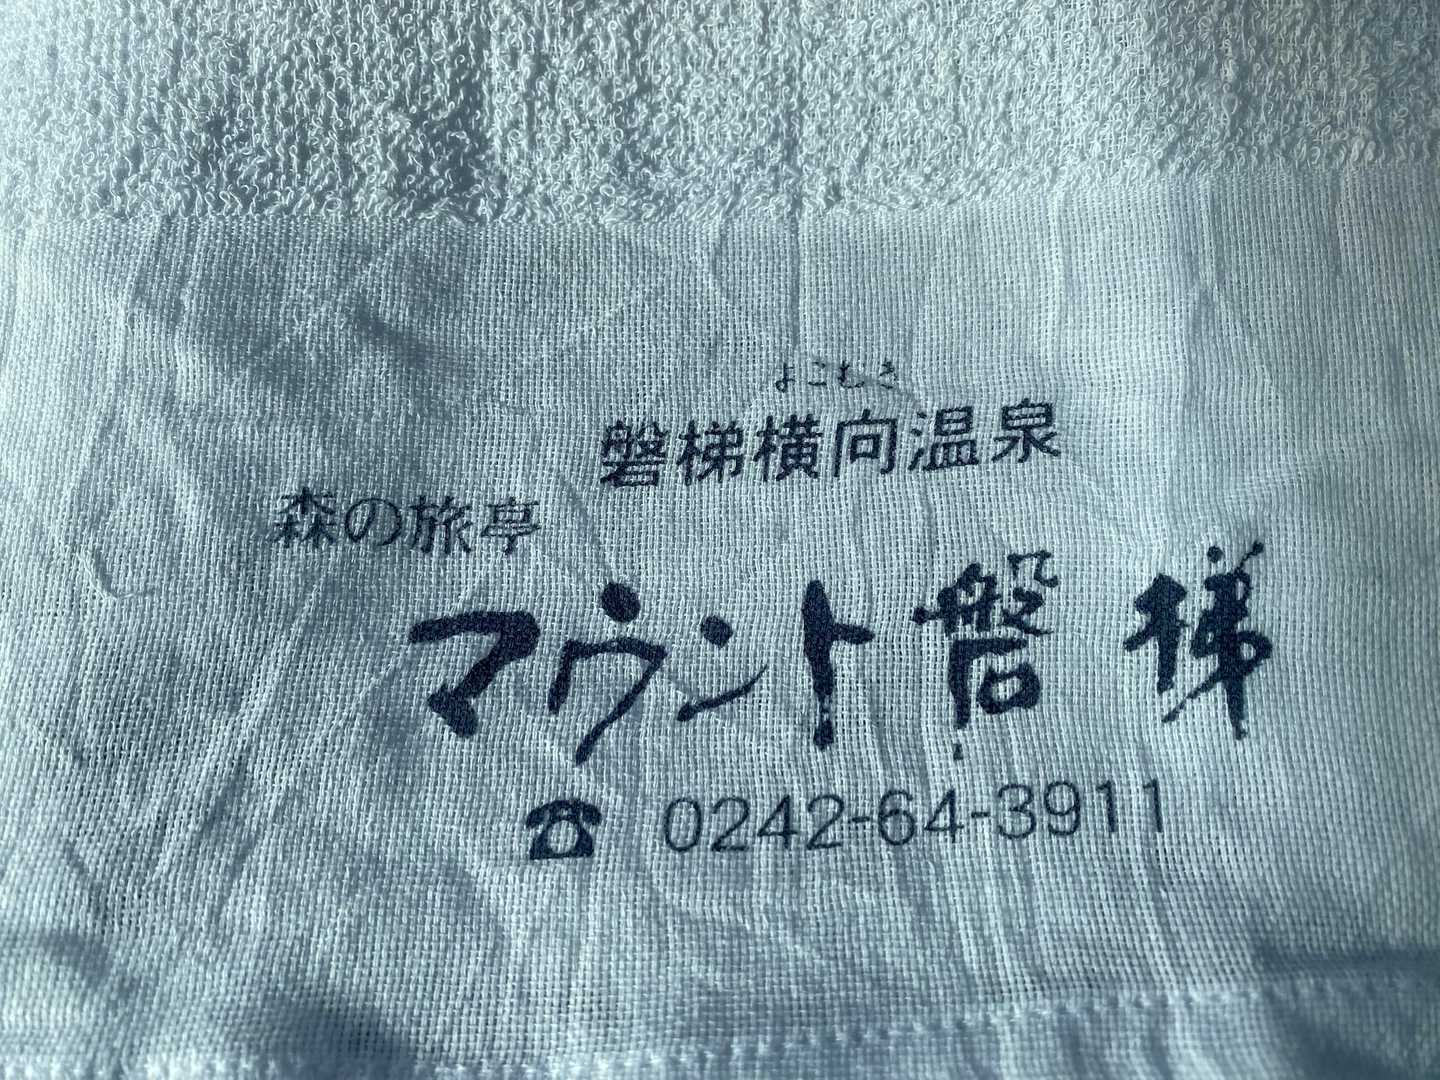 よこむき
磐梯横向温泉
森の旅亭
マウント磐梯
☎ 0242-64-3911